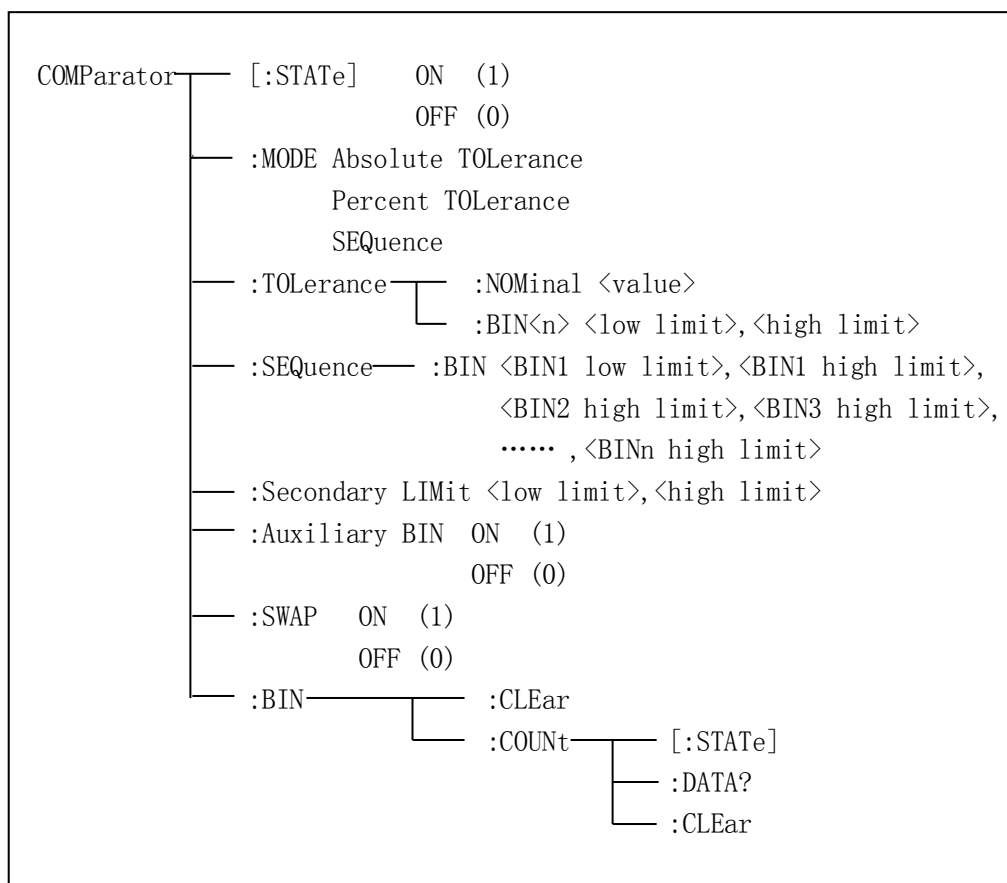 COMParator [:STATe] ON (1)
OFF (0)
:MODE Absolute TOLerance
Percent TOLerance
SEQuence
:TOLerance :NOMinal <value>
:BIN<n> <low limit>,<high limit>
:SEQuence :BIN <BIN1 low limit>,<BIN1 high limit>,
<BIN2 high limit>,<BIN3 high limit>,
…… ,<BINn high limit>
:Secondary LIMit <low limit>,<high limit>
:Auxiliary BIN ON (1)
OFF (0)
:SWAP ON (1)
OFF (0)
:BIN :CLEar
:COUNt [:STATe]
:DATA?
:CLEar